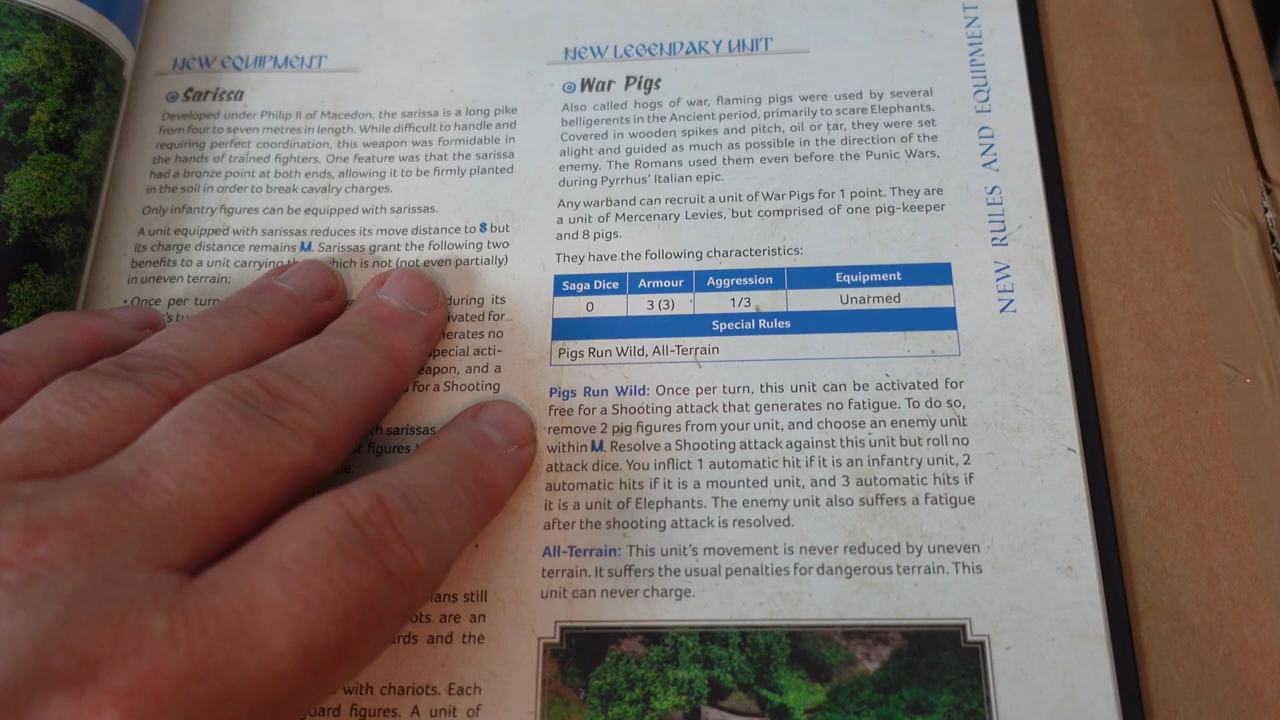 NEW EQUIPMENT
Sarissa
Developed under Philip II of Macedon, the sarissa is a long pike
from four to seven metres in length. While difficult to handle and
requiring perfect coordination, this weapon was formidable in
the hands of trained fighters. One feature was that the sarissa
had a bronze point at both ends, allowing it to be firmly planted
in the soil in order to break cavalry charges.
Only infantry figures can be equipped with sarissas.
A unit equipped with sarissas reduces its move distance to S but
its charge distance remains M. Sarissas grant the following two
benefits to a unit carrying which is not (not even partially)
in uneven terrain:
• Once per turn during its
for
no
acti-
and a
for a Shooting
sarissas
figures
still
are an
and the
with chariots. Each
figures. A unit of
NEW LEGENDARY UNIT
War Pigs
Also called hogs of war, flaming pigs were used by several
belligerents in the Ancient period, primarily to scare Elephants.
Covered in wooden spikes and pitch, oil or tar, they were set
alight and guided as much as possible in the direction of the
enemy. The Romans used them even before the Punic Wars,
during Pyrrhus' Italian epic.
Any warband can recruit a unit of War Pigs for 1 point. They are
a unit of Mercenary Levies, but comprised of one pig-keeper
and 8 pigs.
They have the following characteristics:
Saga Dice Armour Aggression Equipment
0 3 (3) 1/3 Unarmed
Special Rules
Pigs Run Wild, All-Terrain
Pigs Run Wild: Once per turn, this unit can be activated for
free for a Shooting attack that generates no fatigue. To do so,
remove 2 pig figures from your unit, and choose an enemy unit
within M. Resolve a Shooting attack against this unit but roll no
attack dice. You inflict 1 automatic hit if it is an infantry unit, 2
automatic hits if it is a mounted unit, and 3 automatic hits if
it is a unit of Elephants. The enemy unit also suffers a fatigue
after the shooting attack is resolved.
All-Terrain: This unit's movement is never reduced by uneven
terrain. It suffers the usual penalties for dangerous terrain. This
unit can never charge.
NEW RULES AND EQUIPMENT